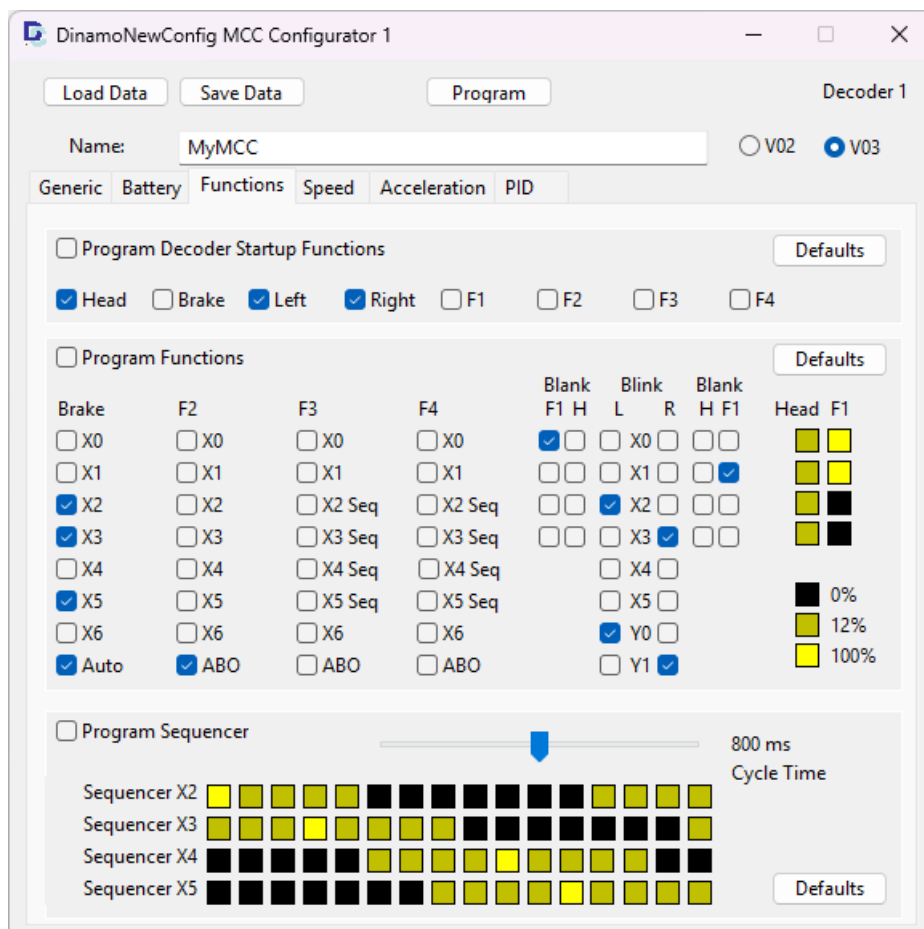 DinamoNewConfig MCC Configurator 1
Load Data Save Data Program Decoder 1
Name: MyMCC V02 V03
Generic Battery Functions Speed Acceleration PID
Program Decoder Startup Functions Defaults
Head Brake Left Right F1 F2 F3 F4
Program Functions Defaults
Blank Blink Blank
Brake F2 F3 F4 F1 H L R H F1 Head F1
X0 X0 X0 X0 X0
X1 X1 X1 X1 X1
X2 X2 X2 Seq X2 Seq X2
X3 X3 X3 Seq X3 Seq X3
X4 X4 X4 Seq X4 Seq X4
X5 X5 X5 Seq X5 Seq X5 0%
X6 X6 X6 X6 Y0 12%
Auto ABO ABO ABO Y1 100%
Program Sequencer 800 ms
Cycle Time
Sequencer X2
Sequencer X3
Sequencer X4
Sequencer X5 Defaults